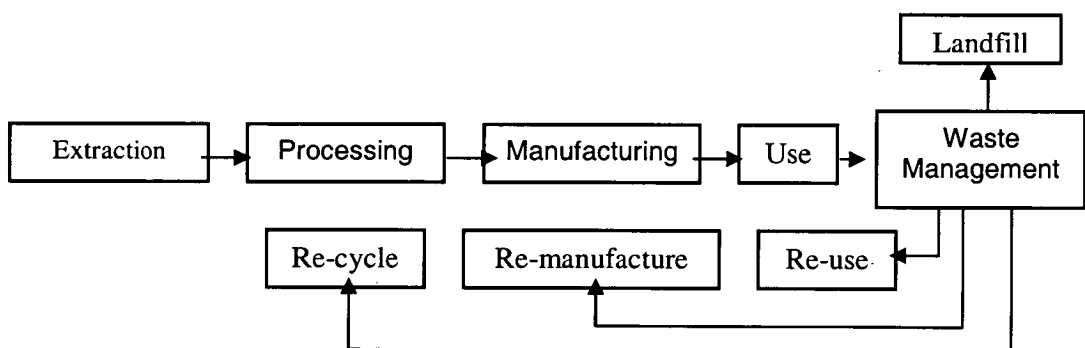 Landfill
Extraction
Processing
Manufacturing
Use
Waste
Management
Re-cycle
Re-manufacture
Re-use